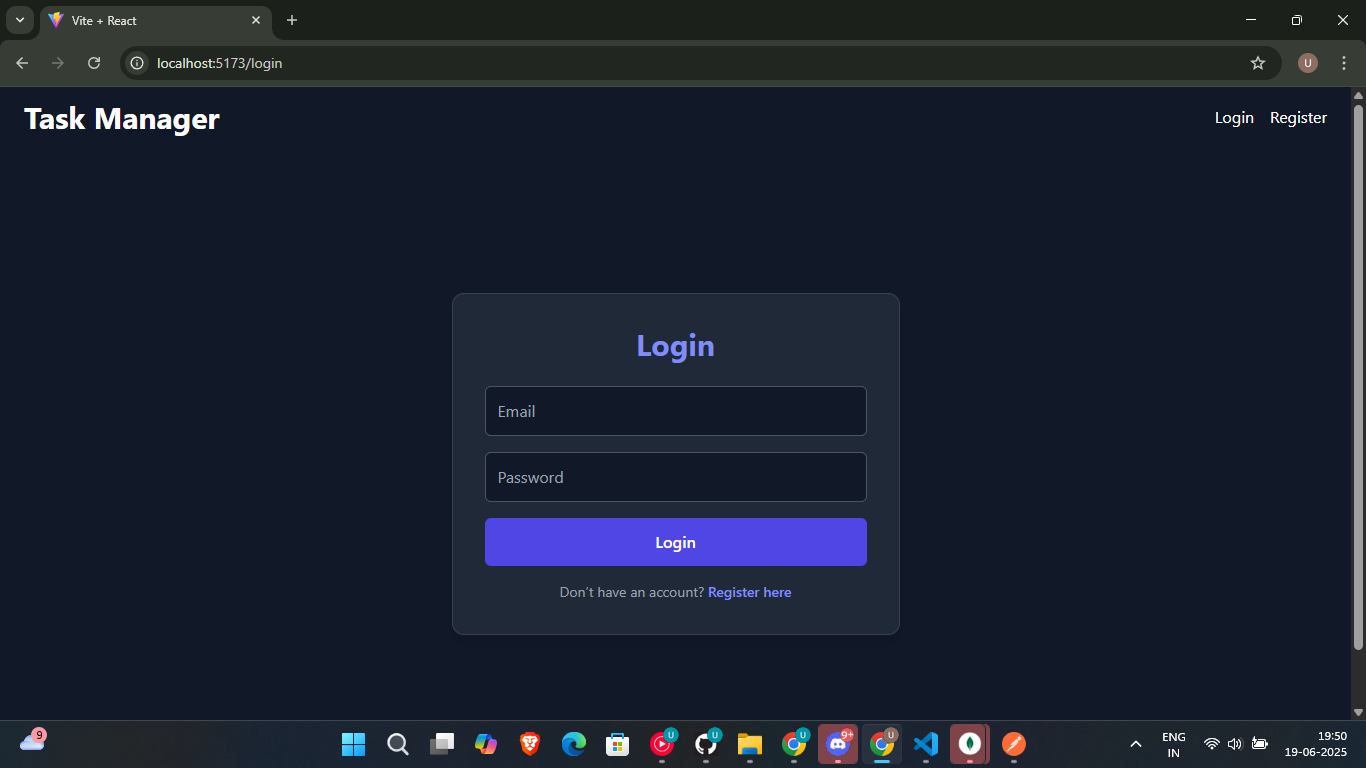 Vite + React
localhost:5173/login
U
Task Manager
Login Register
Login
Email
Password
Login
Don't have an account? Register here
9
U
U
U
9+
U
ENG
IN
19:50
19-06-2025